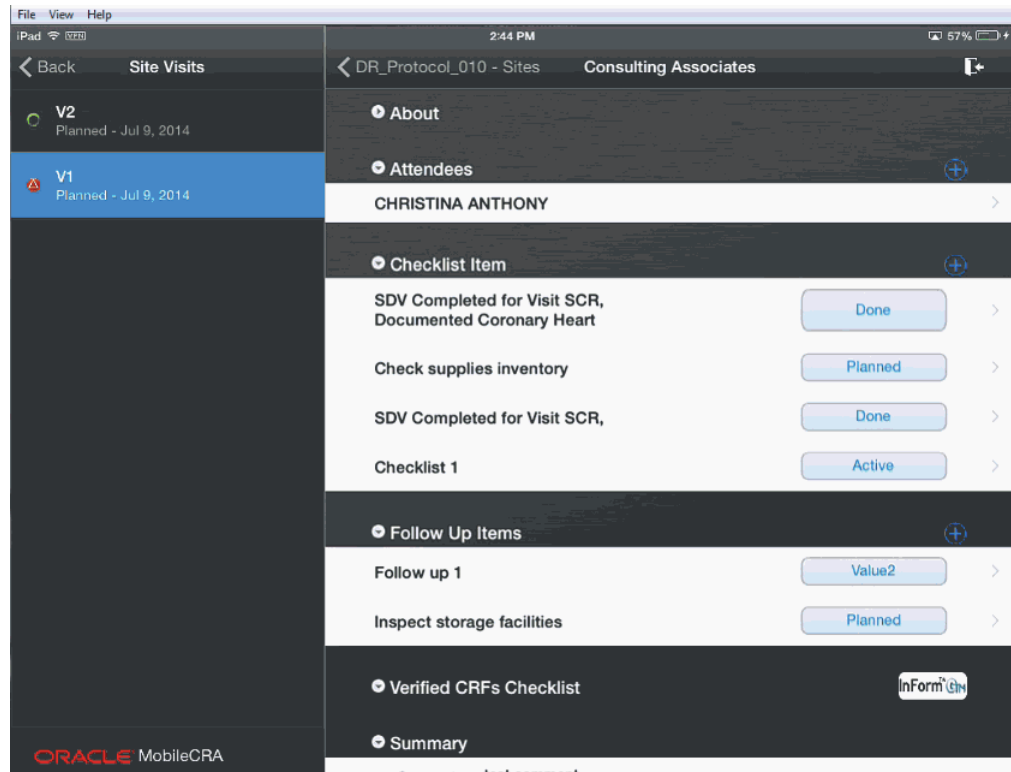 File View Help
iPad VPN 2:44 PM 57%
Back Site Visits
DR_Protocol_010 - Sites Consulting Associates
V2
Planned - Jul 9, 2014
V1
Planned - Jul 9, 2014
About
Attendees
CHRISTINA ANTHONY
Checklist Item
SDV Completed for Visit SCR,
Documented Coronary Heart
Done
Check supplies inventory Planned
SDV Completed for Visit SCR, Done
Checklist 1 Active
Follow Up Items
Follow up 1 Value2
Inspect storage facilities Planned
Verified CRFs Checklist InForm
Summary
ORACLE MobileCRA